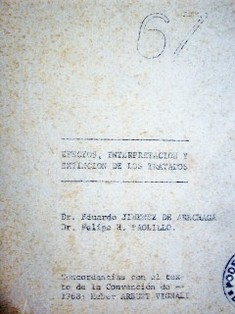 67
EFECTOS, INTERPRETACION Y
EXTINCION DE LOS TRATADOS
Dr. Eduardo JIMENEZ DE ARECHAGA
Dr. Felipe H. PAOLILLO.
Concordancias con el tex-
to de la Convención de --
1968: Heber ARBUET VIGNALI
PODE